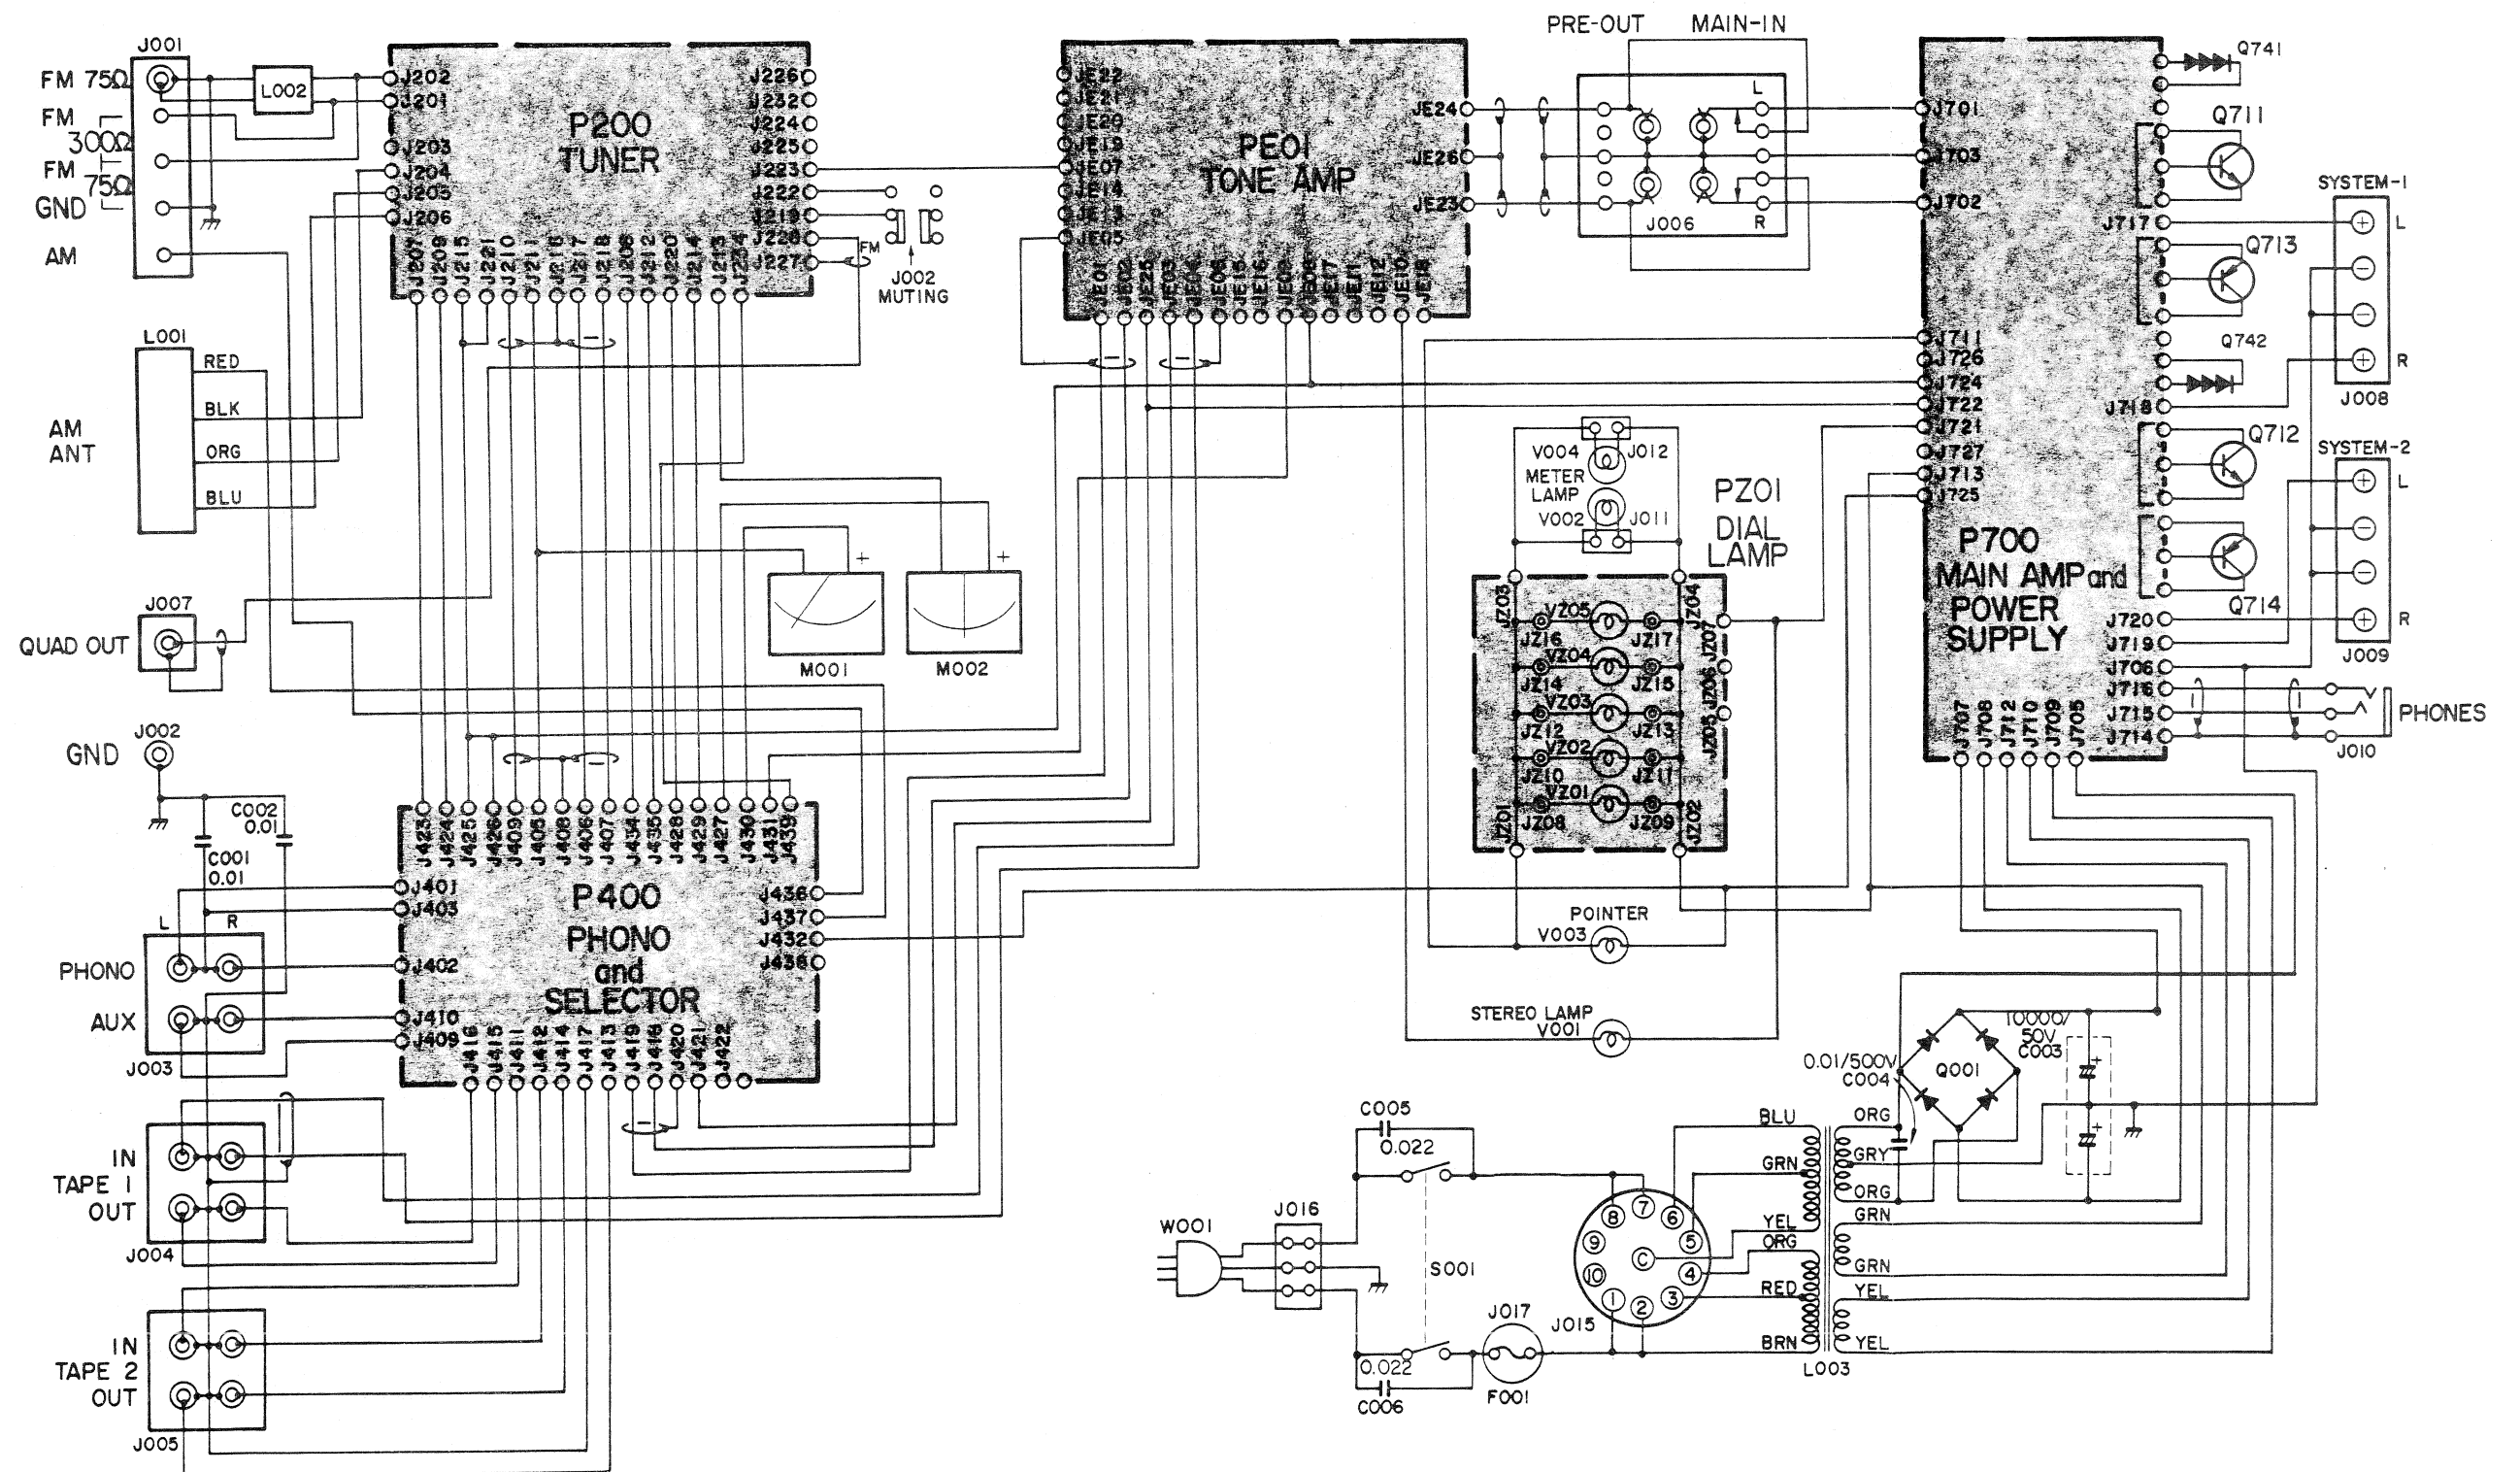 PRE-OUT MAIN-IN
J001
FM 75Ω
FM
300Ω
FM
75Ω
GND
AM
L002
J202
J201
J203
J204
J205
J206
P200
TUNER
J226
J232
J224
J225
J223
J222
J219
J228
J227
J207
J209
J215
J221
J210
J211
J216
J217
J218
J208
J212
J220
J214
J213
J234
FM
J002
MUTING
JE22
JE21
JE20
JE19
JE07
JE14
JE13
JE05
PE01
TONE AMP
JE24
JE26
JE23
JE01
JE02
JE25
JE03
JE04
JE06
JE15
JE16
JE09
JE08
JE17
JE11
JE12
JE10
JE18
L
R
J006
J701
J703
J702
J711
J726
J724
J722
J721
J727
J713
J725
P700
MAIN AMP and
POWER
SUPPLY
J717
J718
J720
J719
J706
J716
J715
J714
J707
J708
J712
J710
J709
J705
Q741
Q711
Q713
Q742
Q712
Q714
SYSTEM-1
+ L
−
−
+ R
J008
SYSTEM-2
+ L
−
−
+ R
J009
PHONES
J010
L001
RED
BLK
ORG
BLU
AM
ANT
J007
QUAD OUT
+
M001
+
M002
V004 J012
METER
LAMP
V002 J011
PZ01
DIAL
LAMP
JZ03
JZ04
VZ05
JZ16 JZ17
VZ04
JZ14 JZ15
VZ03
JZ12 JZ13
VZ02
JZ10 JZ11
VZ01
JZ08 JZ09
JZ07
JZ06
JZ05
JZ01
JZ02
POINTER
V003
STEREO LAMP
V001
J002
GND
C002
0.01
C001
0.01
J423
J424
J425
J426
J409
J405
J408
J406
J407
J434
J435
J428
J429
J427
J430
J431
J439
J401
J403
J402
J410
J409
P400
PHONO
and
SELECTOR
J436
J437
J432
J438
J416
J415
J411
J412
J414
J417
J413
J419
J418
J420
J421
J422
L R
PHONO
AUX
J003
IN
TAPE 1
OUT
J004
IN
TAPE 2
OUT
J005
W001
J016
C005
0.022
S001
0.022
C006
J017
F001
J015
1
2
3
4
5
6
7
8
9
10
C
BLU
GRN
YEL
ORG
RED
BRN
L003
ORG
GRY
ORG
GRN
GRN
YEL
YEL
0.01/500V
C004
Q001
10000/
50V
C003
+
+